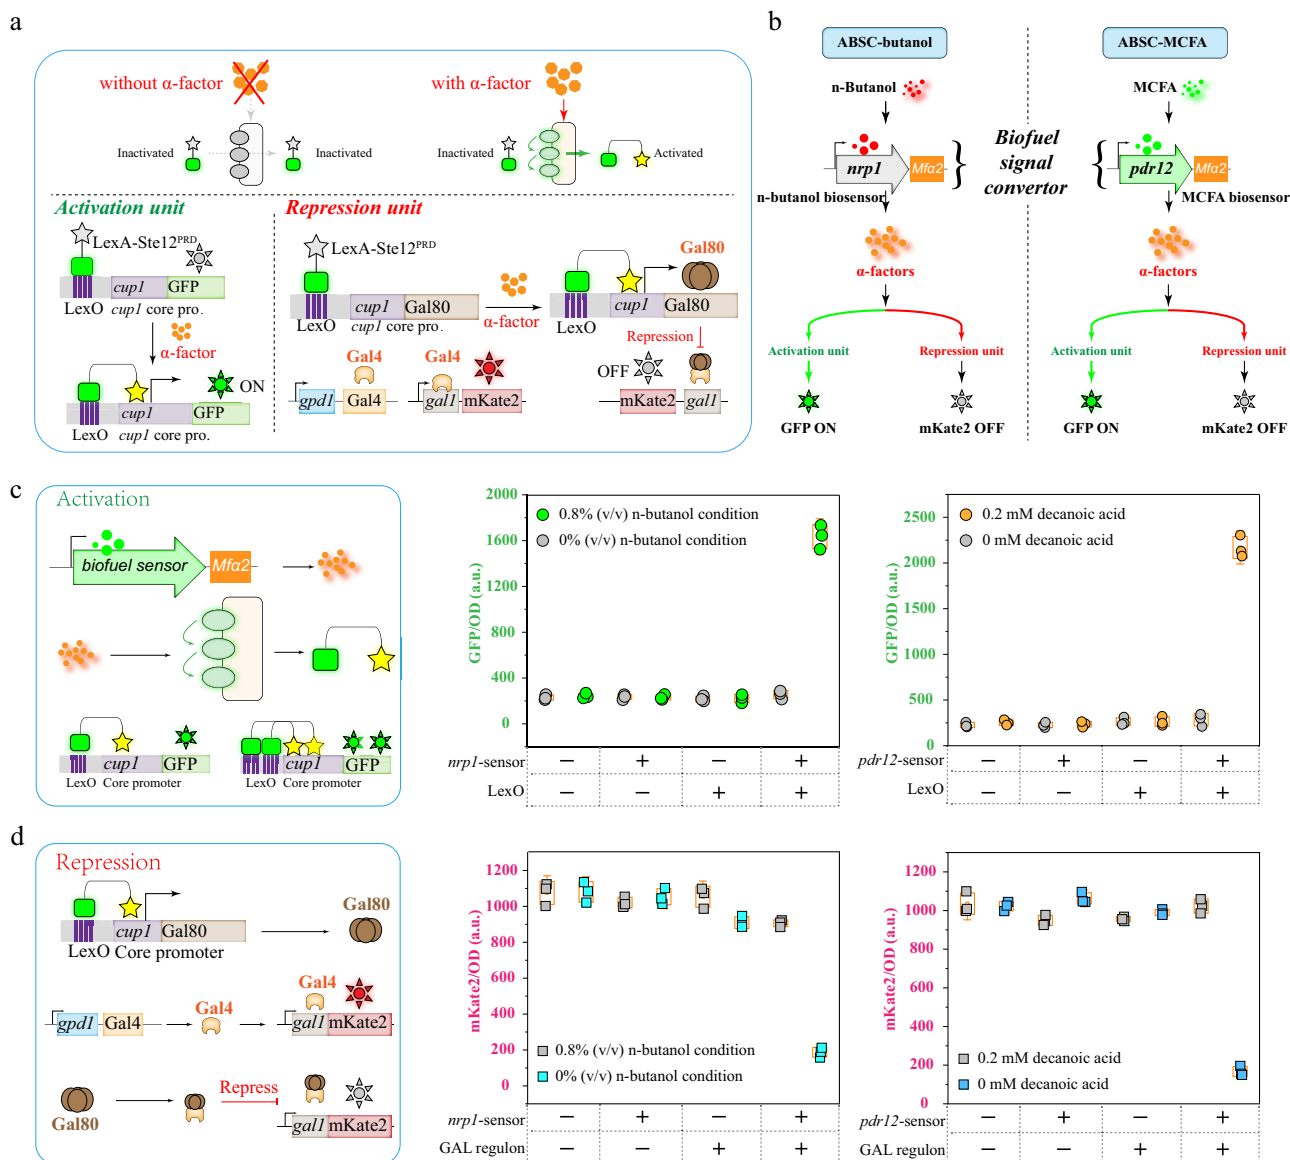 a
without α-factor
with α-factor
Inactivated
Inactivated
Inactivated
Activated
Activation unit
Repression unit
LexA-Ste12PRD
cup1
GFP
LexO
cup1 core pro.
α-factor
ON
cup1
GFP
LexO
cup1 core pro.
LexA-Ste12PRD
cup1
Gal80
LexO
cup1 core pro.
α-factor
Gal80
cup1
Gal80
LexO
Repression
Gal4
Gal4
gpd1
Gal4
gal1
mKate2
OFF
mKate2
gal1
b
ABSC-butanol
ABSC-MCFA
n-Butanol
MCFA
nrp1
Mfα2
Biofuel
signal
convertor
pdr12
Mfα2
n-butanol biosensor
MCFA biosensor
α-factors
α-factors
Activation unit
Repression unit
Activation unit
Repression unit
GFP ON
mKate2 OFF
GFP ON
mKate2 OFF
c
Activation
biofuel sensor
Mfα2
cup1
GFP
LexO Core promoter
cup1
GFP
LexO Core promoter
GFP/OD (a.u.)
2000
1600
1200
800
400
0
0.8% (v/v) n-butanol condition
0% (v/v) n-butanol condition
nrp1-sensor − + − +
LexO − − + +
GFP/OD (a.u.)
2500
2000
1500
1000
500
0
0.2 mM decanoic acid
0 mM decanoic acid
pdr12-sensor − + − +
LexO − − + +
d
Repression
cup1
Gal80
LexO Core promoter
Gal80
gpd1
Gal4
Gal4
Gal4
gal1
mKate2
Gal80
Repress
gal1
mKate2
mKate2/OD (a.u.)
1200
1000
800
600
400
200
0
0.8% (v/v) n-butanol condition
0% (v/v) n-butanol condition
nrp1-sensor − + − +
GAL regulon − − + +
mKate2/OD (a.u.)
1200
1000
800
600
400
200
0
0.2 mM decanoic acid
0 mM decanoic acid
pdr12-sensor − + − +
GAL regulon − − + +